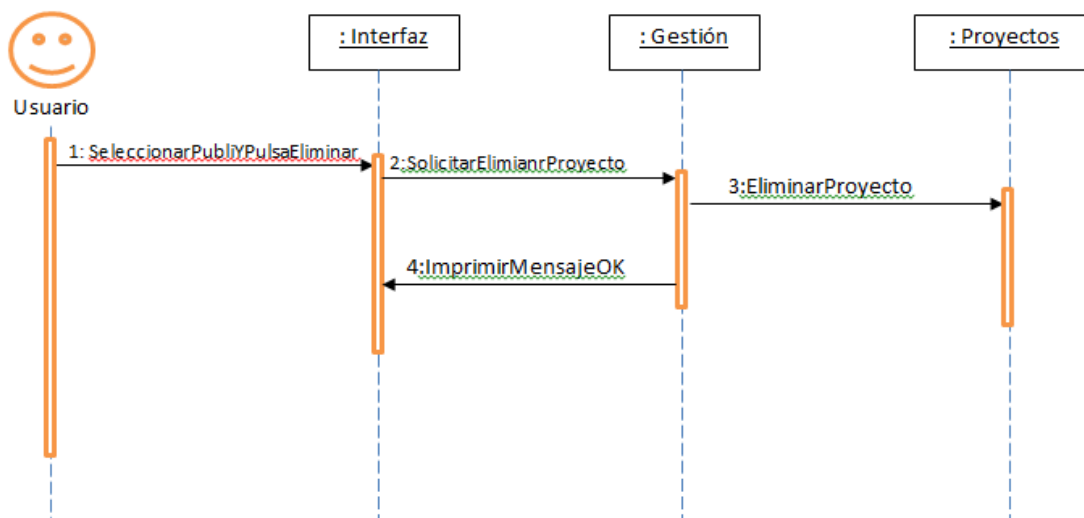 : Interfaz
: Gestión
: Proyectos
Usuario
1: SeleccionarPubliYPulsaEliminar
2:SolicitarElimianrProyecto
3:EliminarProyecto
4:ImprimirMensajeOK